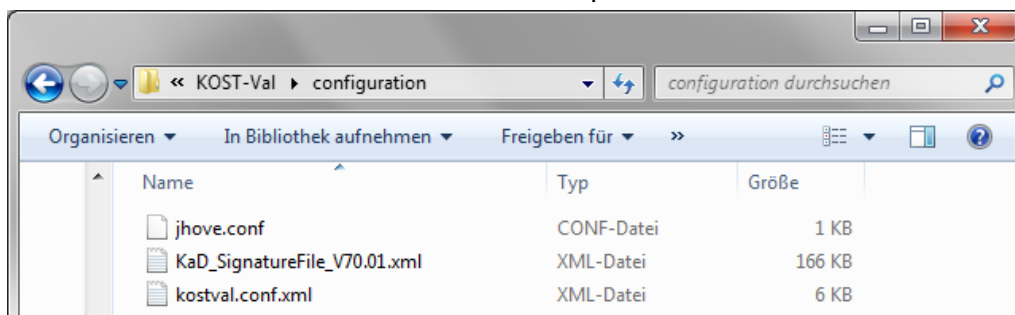 « KOST-Val configuration configuration durchsuchen
Organisieren In Bibliothek aufnehmen Freigeben für »
Name Typ Größe
jhove.conf CONF-Datei 1 KB
KaD_SignatureFile_V70.01.xml XML-Datei 166 KB
kostval.conf.xml XML-Datei 6 KB